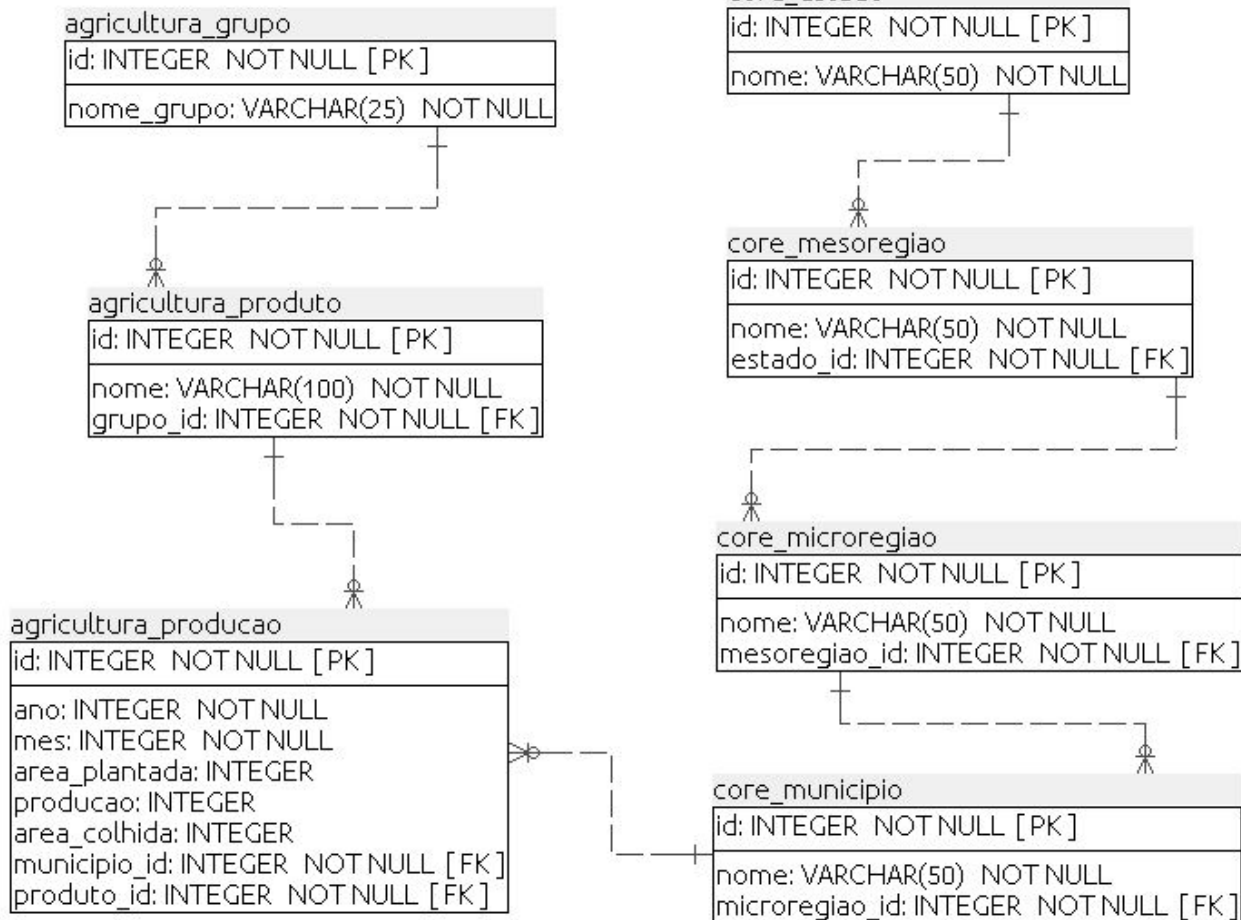 agricultura_grupo
id: INTEGER NOT NULL [PK]
nome_grupo: VARCHAR(25) NOT NULL
agricultura_produto
id: INTEGER NOT NULL [PK]
nome: VARCHAR(100) NOT NULL
grupo_id: INTEGER NOT NULL [FK]
agricultura_producao
id: INTEGER NOT NULL [PK]
ano: INTEGER NOT NULL
mes: INTEGER NOT NULL
area_plantada: INTEGER
producao: INTEGER
area_colhida: INTEGER
municipio_id: INTEGER NOT NULL [FK]
produto_id: INTEGER NOT NULL [FK]
id: INTEGER NOT NULL [PK]
nome: VARCHAR(50) NOT NULL
core_mesoregiao
id: INTEGER NOT NULL [PK]
nome: VARCHAR(50) NOT NULL
estado_id: INTEGER NOT NULL [FK]
core_microregiao
id: INTEGER NOT NULL [PK]
nome: VARCHAR(50) NOT NULL
mesoregiao_id: INTEGER NOT NULL [FK]
core_municipio
id: INTEGER NOT NULL [PK]
nome: VARCHAR(50) NOT NULL
microregiao_id: INTEGER NOT NULL [FK]